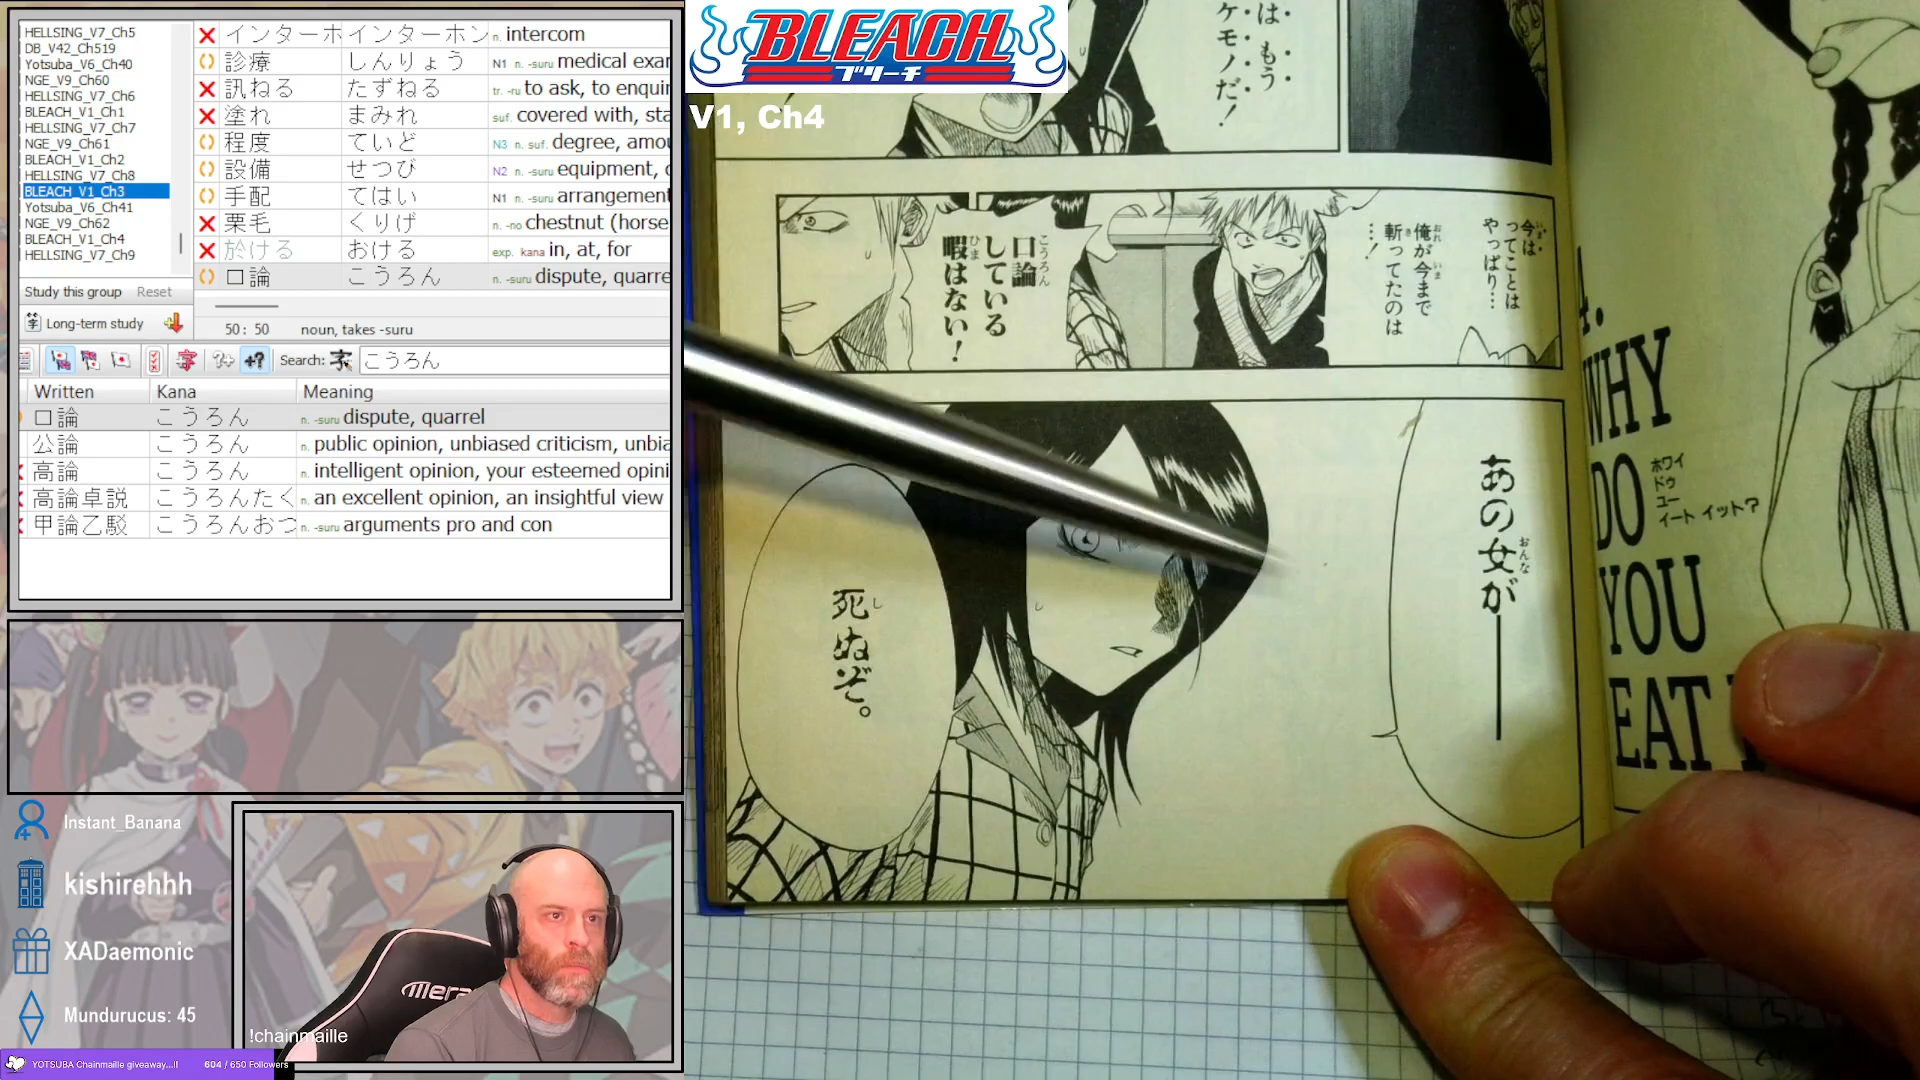 HELLSING_V7_Ch5
DB_V42_Ch519
Yotsuba_V6_Ch40
NGE_V9_Ch60
HELLSING_V7_Ch6
BLEACH_V1_Ch1
HELLSING_V7_Ch7
NGE_V9_Ch61
BLEACH_V1_Ch2
HELLSING_V7_Ch8
BLEACH_V1_Ch3
Yotsuba_V6_Ch41
NGE_V9_Ch62
BLEACH_V1_Ch4
HELLSING_V7_Ch9
Study this group Reset
Long-term study
インターホ インターホン n. intercom
診療 しんりょう N1 n. -suru medical exa
訊ねる たずねる tr. -ru to ask, to enqui
塗れ まみれ suf. covered with, sta
程度 ていど N3 n. suf. degree, amo
設備 せつび N2 n. -suru equipment,
手配 てはい N1 n. -suru arrangement
栗毛 くりげ n. -no chestnut (horse
於ける おける exp. kana in, at, for
口論 こうろん n. -suru dispute, quarre
50 : 50 noun, takes -suru
Search: こうろん
Written Kana Meaning
口論 こうろん n. -suru dispute, quarrel
公論 こうろん n. public opinion, unbiased criticism, unbia
高論 こうろん n. intelligent opinion, your esteemed opini
高論卓説 こうろんたく n. an excellent opinion, an insightful view
甲論乙駁 こうろんおつ n. -suru arguments pro and con
Instant_Banana
kishirehhh
XADaemonic
Mundurucus: 45
YOTSUBA Chainmaille giveaway...!! 604 / 650 Followers
!chainmaille
BLEACH
ブリーチ
V1, Ch4
は もう
ケモノだ!
今は
ってことは
やっぱり…
俺が今まで
斬ってたのは
…!
口論
している
暇はない!
あの女が──
死ぬぞ。
WHY
DO
YOU
EAT
ホワイ
ドゥ
ユー
イート イット?